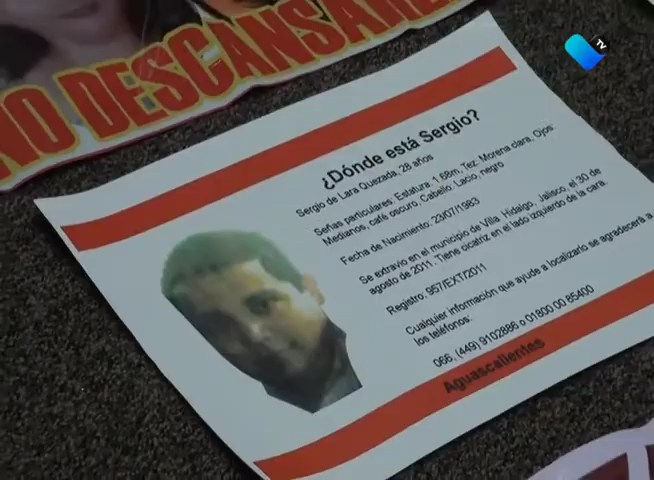 TV
NO DESCANSARE
¿Dónde está Sergio?
Sergio de Lara Quezada, 28 años
Señas particulares: Estatura: 1.68m, Tez: Morena clara, Ojos:
Medianos, café oscuro, Cabello: Lacio, negro
Fecha de Nacimiento: 23/07/1983
Se extravio en el municipio de Villa Hidalgo, Jalisco, el 30 de
agosto de 2011. Tiene cicatriz en el lado izquierdo de la cara.
Registro. 957/EXT/2011
Cualquier información que ayude a localizarlo se agradecerá a
los teléfonos:
066, (449) 9102886 o 01800 00 85400
Aguascalientes